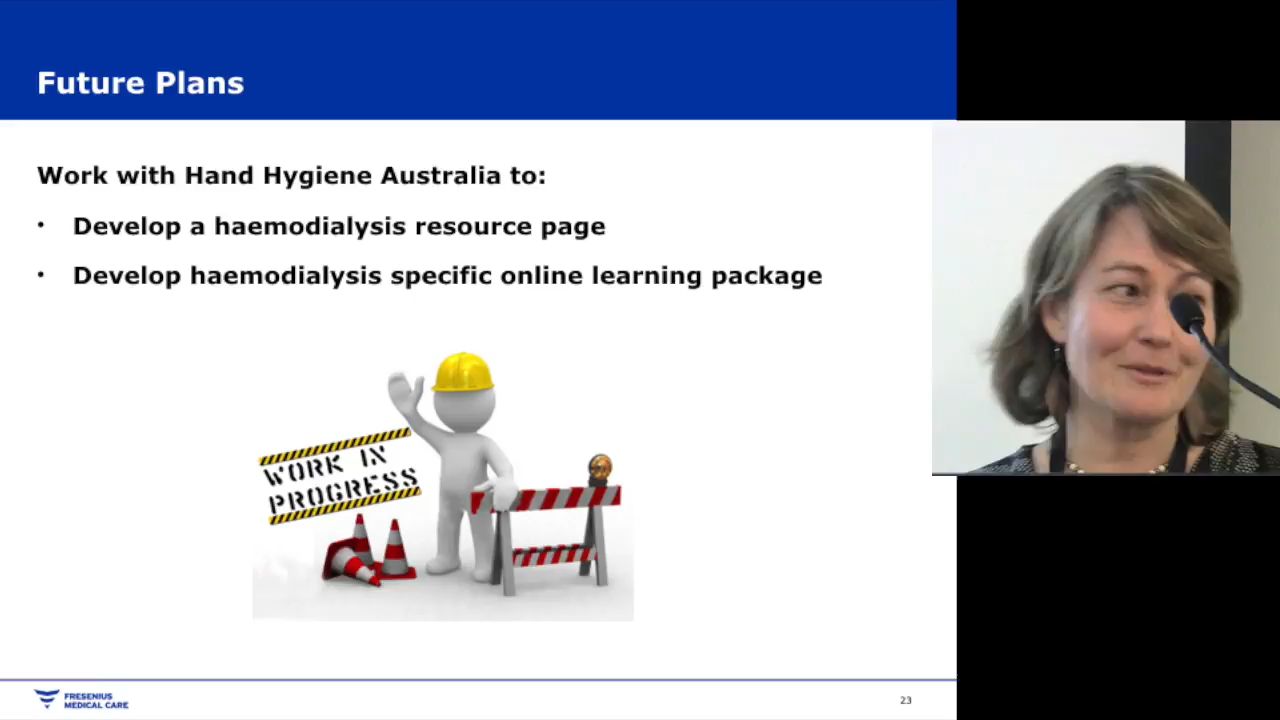 Future Plans
Work with Hand Hygiene Australia to:
• Develop a haemodialysis resource page
• Develop haemodialysis specific online learning package
WORK IN
PROGRESS
FRESENIUS
MEDICAL CARE
23